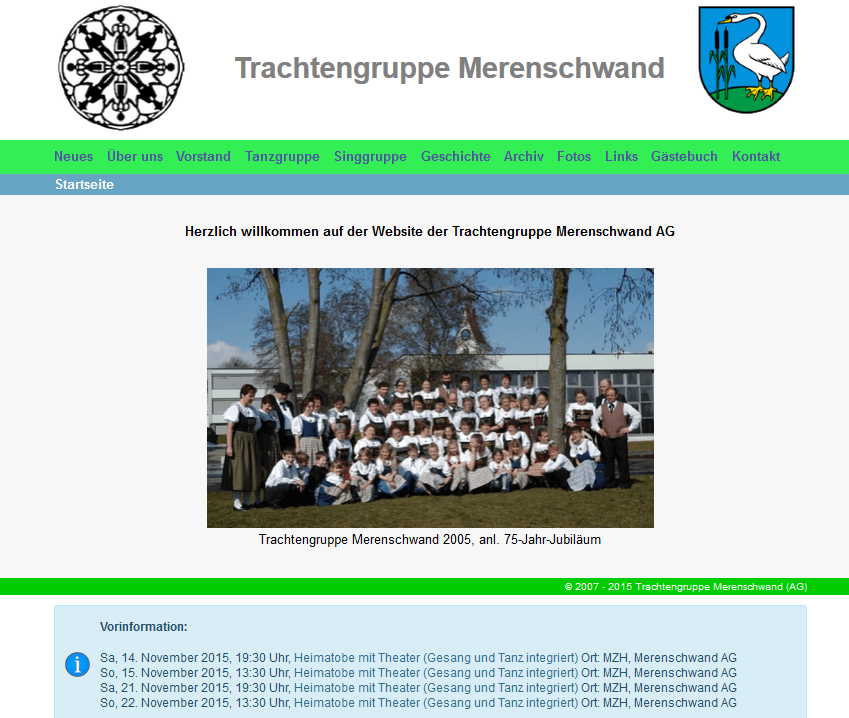 Trachtengruppe Merenschwand
Neues Über uns Vorstand Tanzgruppe Singgruppe Geschichte Archiv Fotos Links Gästebuch Kontakt
Startseite
Herzlich willkommen auf der Website der Trachtengruppe Merenschwand AG
Trachtengruppe Merenschwand 2005, anl. 75-Jahr-Jubiläum
© 2007 - 2015 Trachtengruppe Merenschwand (AG)
Vorinformation:
Sa, 14. November 2015, 19:30 Uhr, Heimatobe mit Theater (Gesang und Tanz integriert) Ort: MZH, Merenschwand AG
So, 15. November 2015, 13:30 Uhr, Heimatobe mit Theater (Gesang und Tanz integriert) Ort: MZH, Merenschwand AG
Sa, 21. November 2015, 19:30 Uhr, Heimatobe mit Theater (Gesang und Tanz integriert) Ort: MZH, Merenschwand AG
So, 22. November 2015, 13:30 Uhr, Heimatobe mit Theater (Gesang und Tanz integriert) Ort: MZH, Merenschwand AG